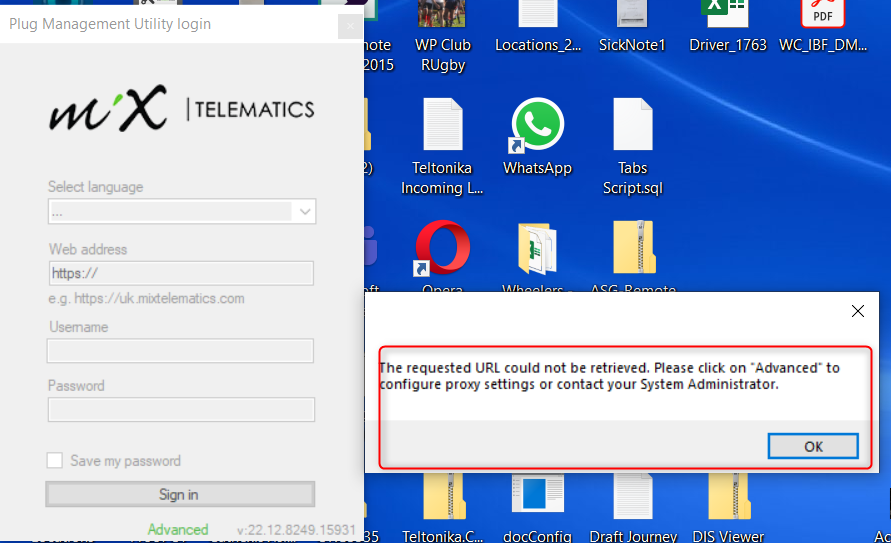 Plug Management Utility login
mote
2015
WP Club
RUgby
Locations_2...
SickNote1
Driver_1763
PDF
WC_IBF_DM...
m'X | TELEMATICS
2)
Teltonika
Incoming L...
WhatsApp
Tabs
Script.sql
Select language
...
Web address
https://
e.g. https://uk.mixtelematics.com
Username
Password
Save my password
Sign in
Advanced
v:22.12.8249.15931
oft
Opera
Wheelers -
ASG-Remote
The requested URL could not be retrieved. Please click on "Advanced" to
configure proxy settings or contact your System Administrator.
OK
Teltonika.C...
docConfig
Draft Journey
DIS Viewer